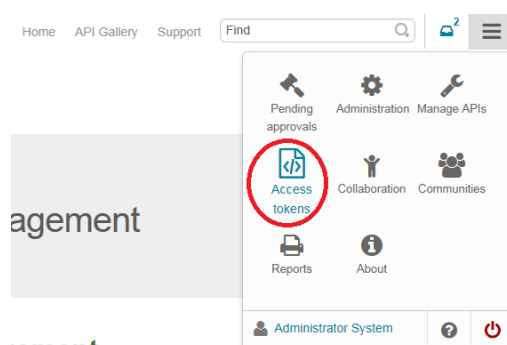 Home API Gallery Support Find 2
Pending approvals
Administration
Manage APIs
Access tokens
Collaboration
Communities
agement
Reports
About
Administrator System